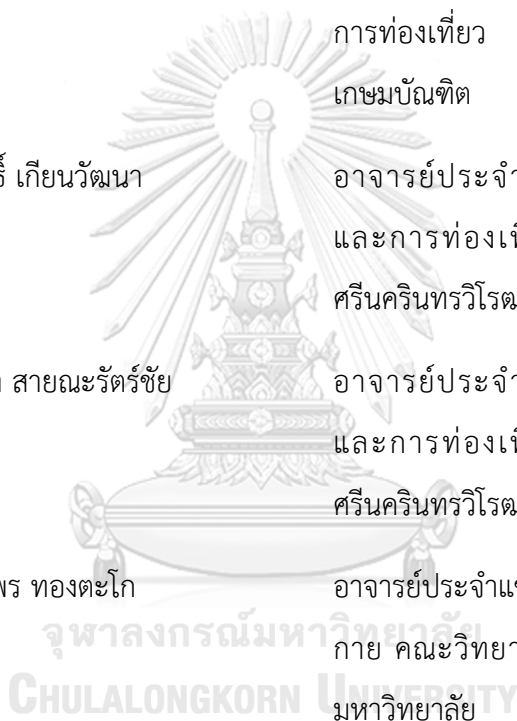 การท่องเที่ยว
เกษมบัณฑิต
เกียนวัฒนา อาจารย์ประจำ
และการท่องเที่
ศรีนครินทรวิโรฒ
สายณะรัตร์ชัย อาจารย์ประจำ
และการท่องเที่
ศรีนครินทรวิโรฒ
พร ทองตะโก อาจารย์ประจำแข
กาย คณะวิทยา
มหาวิทยาลัย
จุฬาลงกรณ์มหาวิทยาลัย
CHULALONGKORN UNIVERSITY